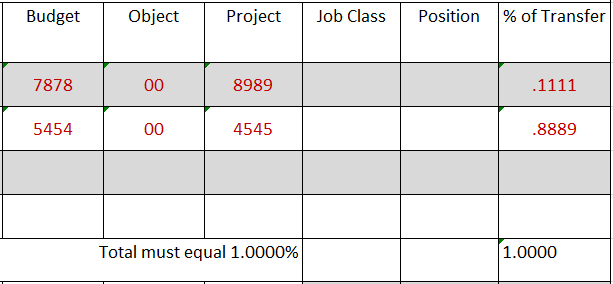 Budget Object Project Job Class Position % of Transfer
7878 00 8989 .1111
5454 00 4545 .8889
Total must equal 1.0000% 1.0000